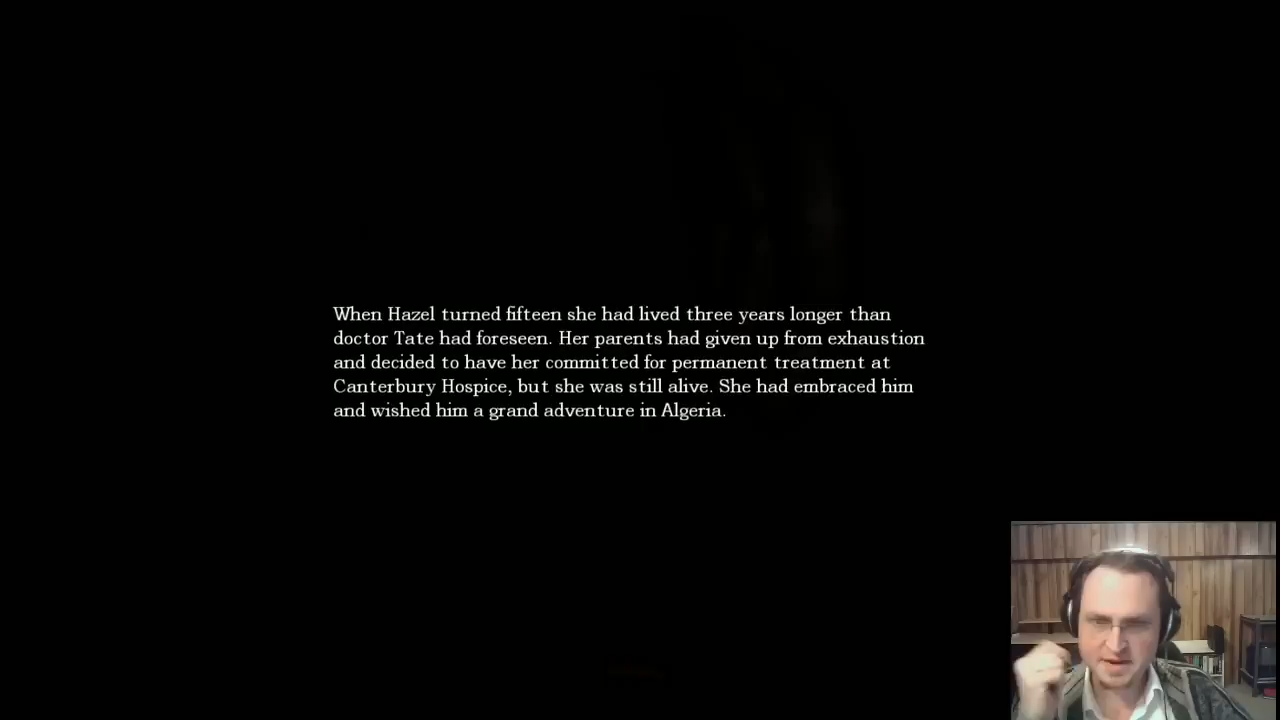 When Hazel turned fifteen she had lived three years longer than
doctor Tate had foreseen. Her parents had given up from exhaustion
and decided to have her committed for permanent treatment at
Canterbury Hospice, but she was still alive. She had embraced him
and wished him a grand adventure in Algeria.